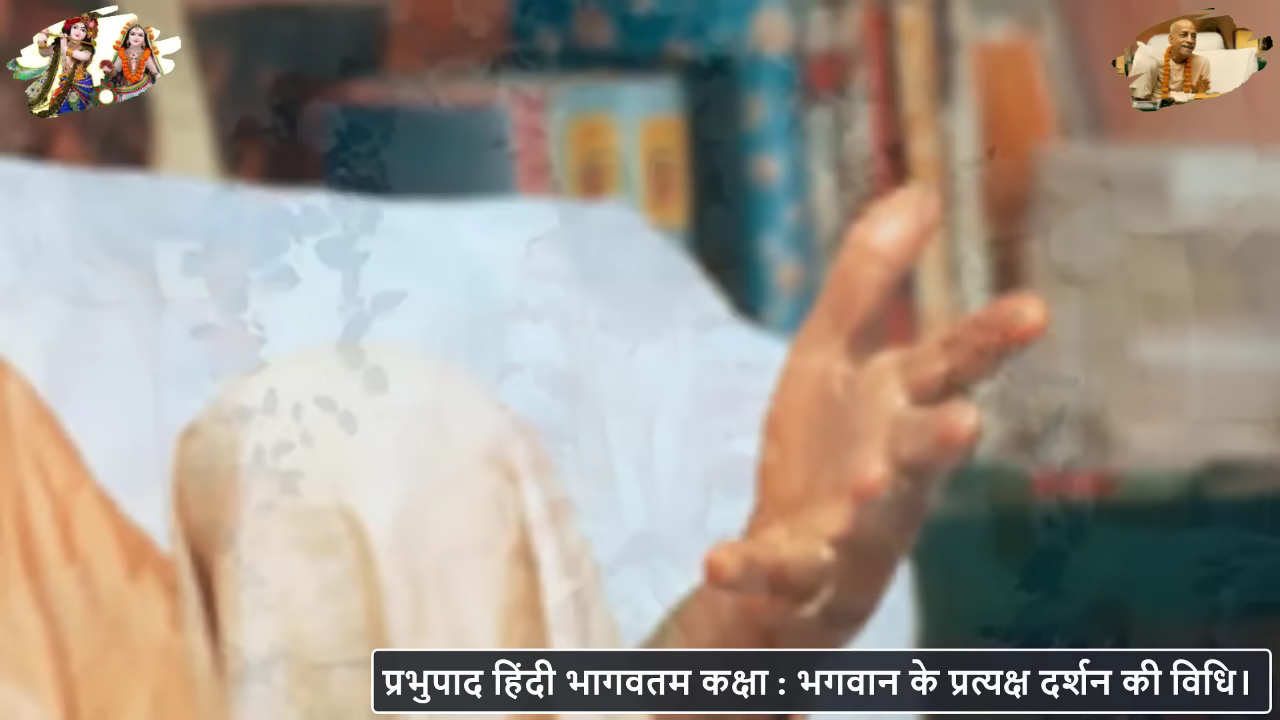 प्रभुपाद हिंदी भागवतम कक्षा : भगवान के प्रत्यक्ष दर्शन की विधि।